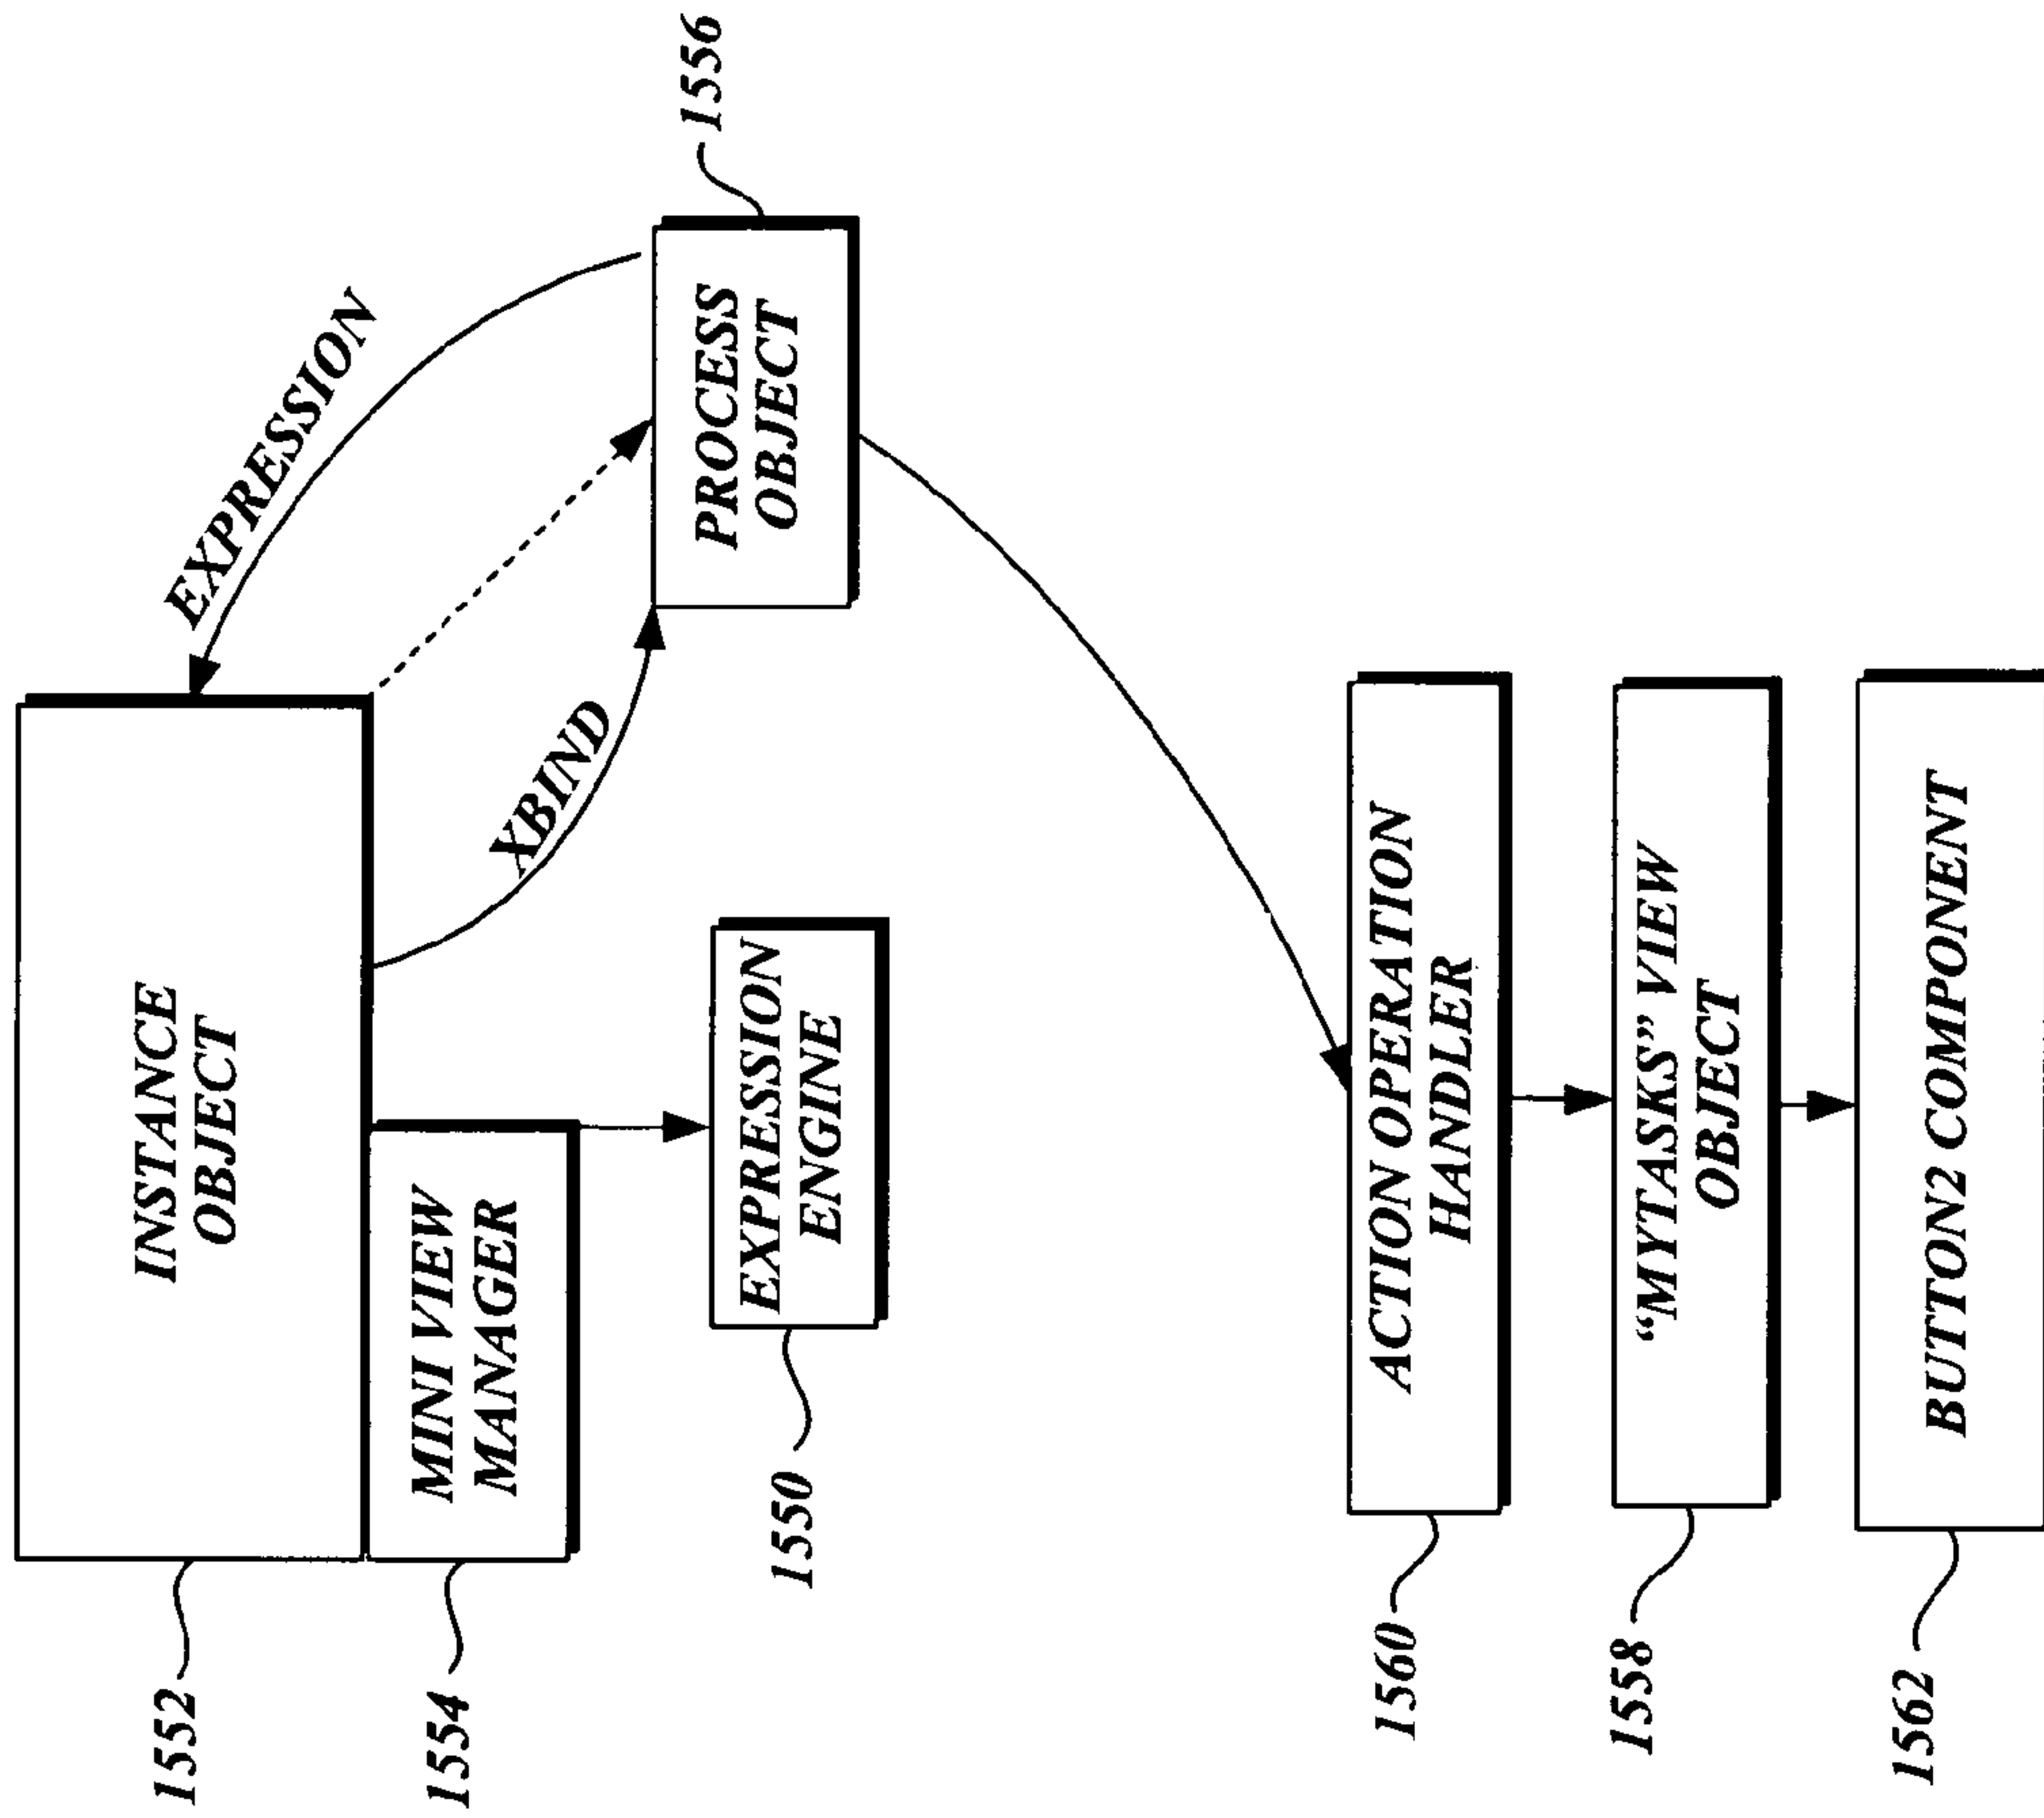 1552
INSTANCE
OBJECT
EXPRESSION
1554
MINI VIEW
MANAGER
XBIND
1556
PROCESS
OBJECT
1550
EXPRESSION
ENGINE
1560
ACTION OPERATION
HANDLER
1558
“MYTASKS” VIEW
OBJECT
1562
BUTTON2 COMPONENT